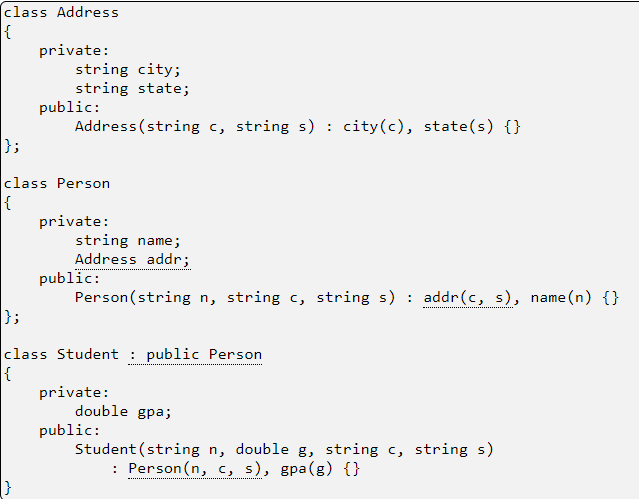 class Address
{
    private:
        string city;
        string state;
    public:
        Address(string c, string s) : city(c), state(s) {}
};

class Person
{
    private:
        string name;
        Address addr;
    public:
        Person(string n, string c, string s) : addr(c, s), name(n) {}
};

class Student : public Person
{
    private:
        double gpa;
    public:
        Student(string n, double g, string c, string s)
            : Person(n, c, s), gpa(g) {}
}